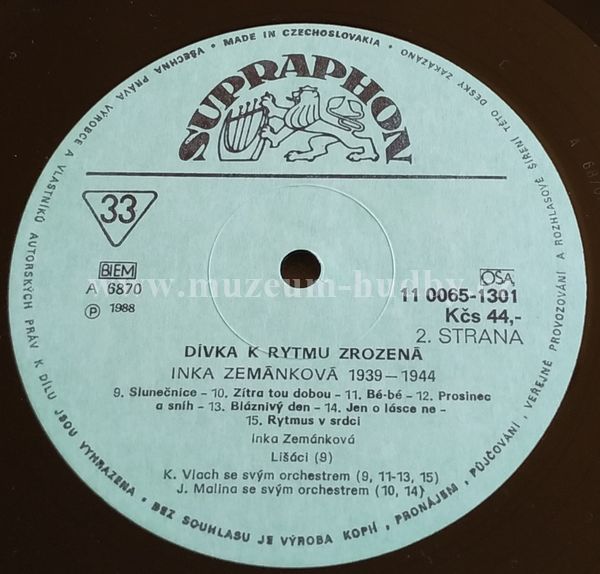 VŠECHNA PRÁVA VÝROBCE A VLASTNÍKŮ AUTORSKÝCH PRÁV K DÍLU JSOU VYHRAZENA • BEZ SOUHLASU JE VÝROBA KOPIÍ, PRONÁJEM, PŮJČOVÁNÍ, VEŘEJNÉ PROVOZOVÁNÍ A ROZHLASOVÉ ŠÍŘENÍ TÉTO DESKY ZAKÁZÁNO • MADE IN CZECHOSLOVAKIA •
SUPRAPHON
33
BIEM
A 6870
℗ 1988
OSA
11 0065-1301
Kčs 44,-
2. STRANA
www.muzeum-hudby.
DÍVKA K RYTMU ZROZENÁ
INKA ZEMÁNKOVÁ 1939—1944
9. Slunečnice - 10. Zítra tou dobou - 11. Bé-bé - 12. Prosinec
a sníh - 13. Bláznivý den - 14. Jen o lásce ne -
15. Rytmus v srdci
Inka Zemánková
Lišáci (9)
K. Vlach se svým orchestrem (9, 11-13, 15)
J. Malina se svým orchestrem (10, 14)